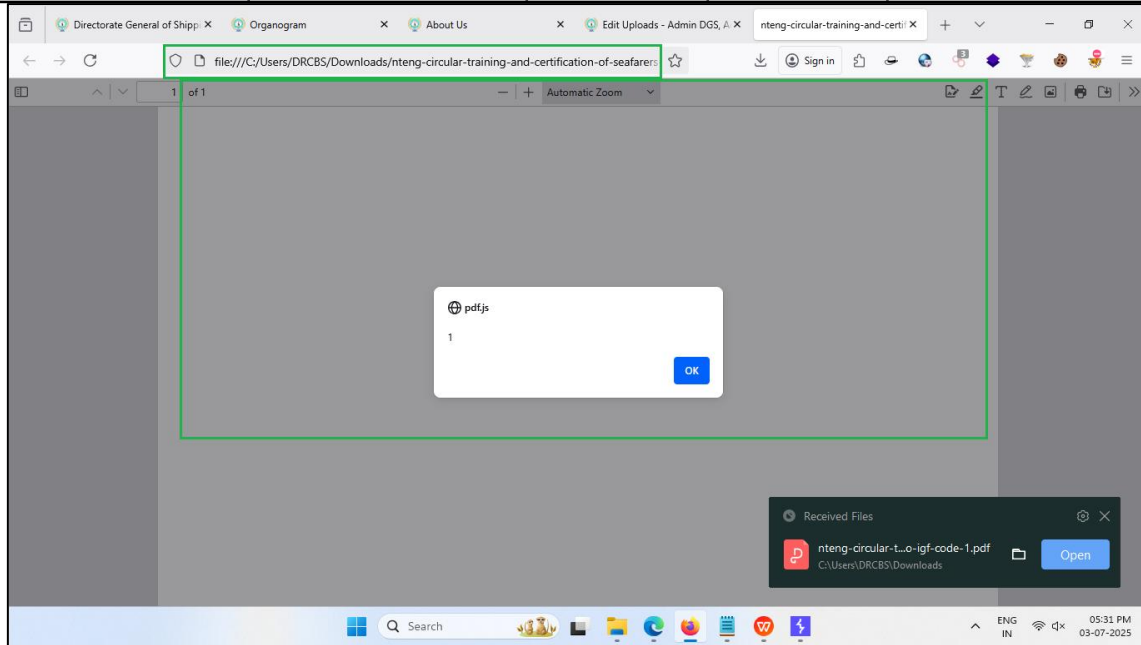 Directorate General of Shippi
Organogram
About Us
Edit Uploads - Admin DGS, A
nteng-circular-training-and-certif
file:///C:/Users/DRCBS/Downloads/nteng-circular-training-and-certification-of-seafarers
Sign in
3
1 of 1
Automatic Zoom
pdf.js
1
OK
Received Files
nteng-circular-t...o-igf-code-1.pdf
C:\Users\DRCBS\Downloads
Open
Search
ENG
IN
05:31 PM
03-07-2025